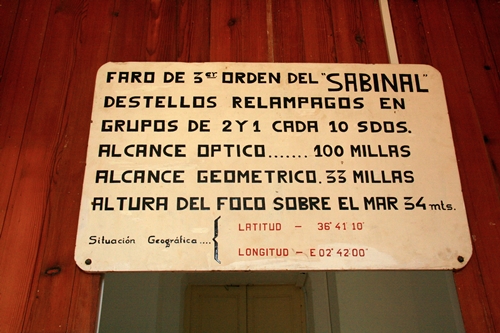 FARO DE 3er ORDEN DEL "SABINAL"
DESTELLOS RELAMPAGOS EN
GRUPOS DE 2 Y 1 CADA 10 SDOS.
ALCANCE OPTICO....... 100 MILLAS
ALCANCE GEOMETRICO. 33 MILLAS
ALTURA DEL FOCO SOBRE EL MAR 34 mts.
Situación Geográfica.... { LATITUD - 36° 41' 10"
LONGITUD - E 02° 42' 00"